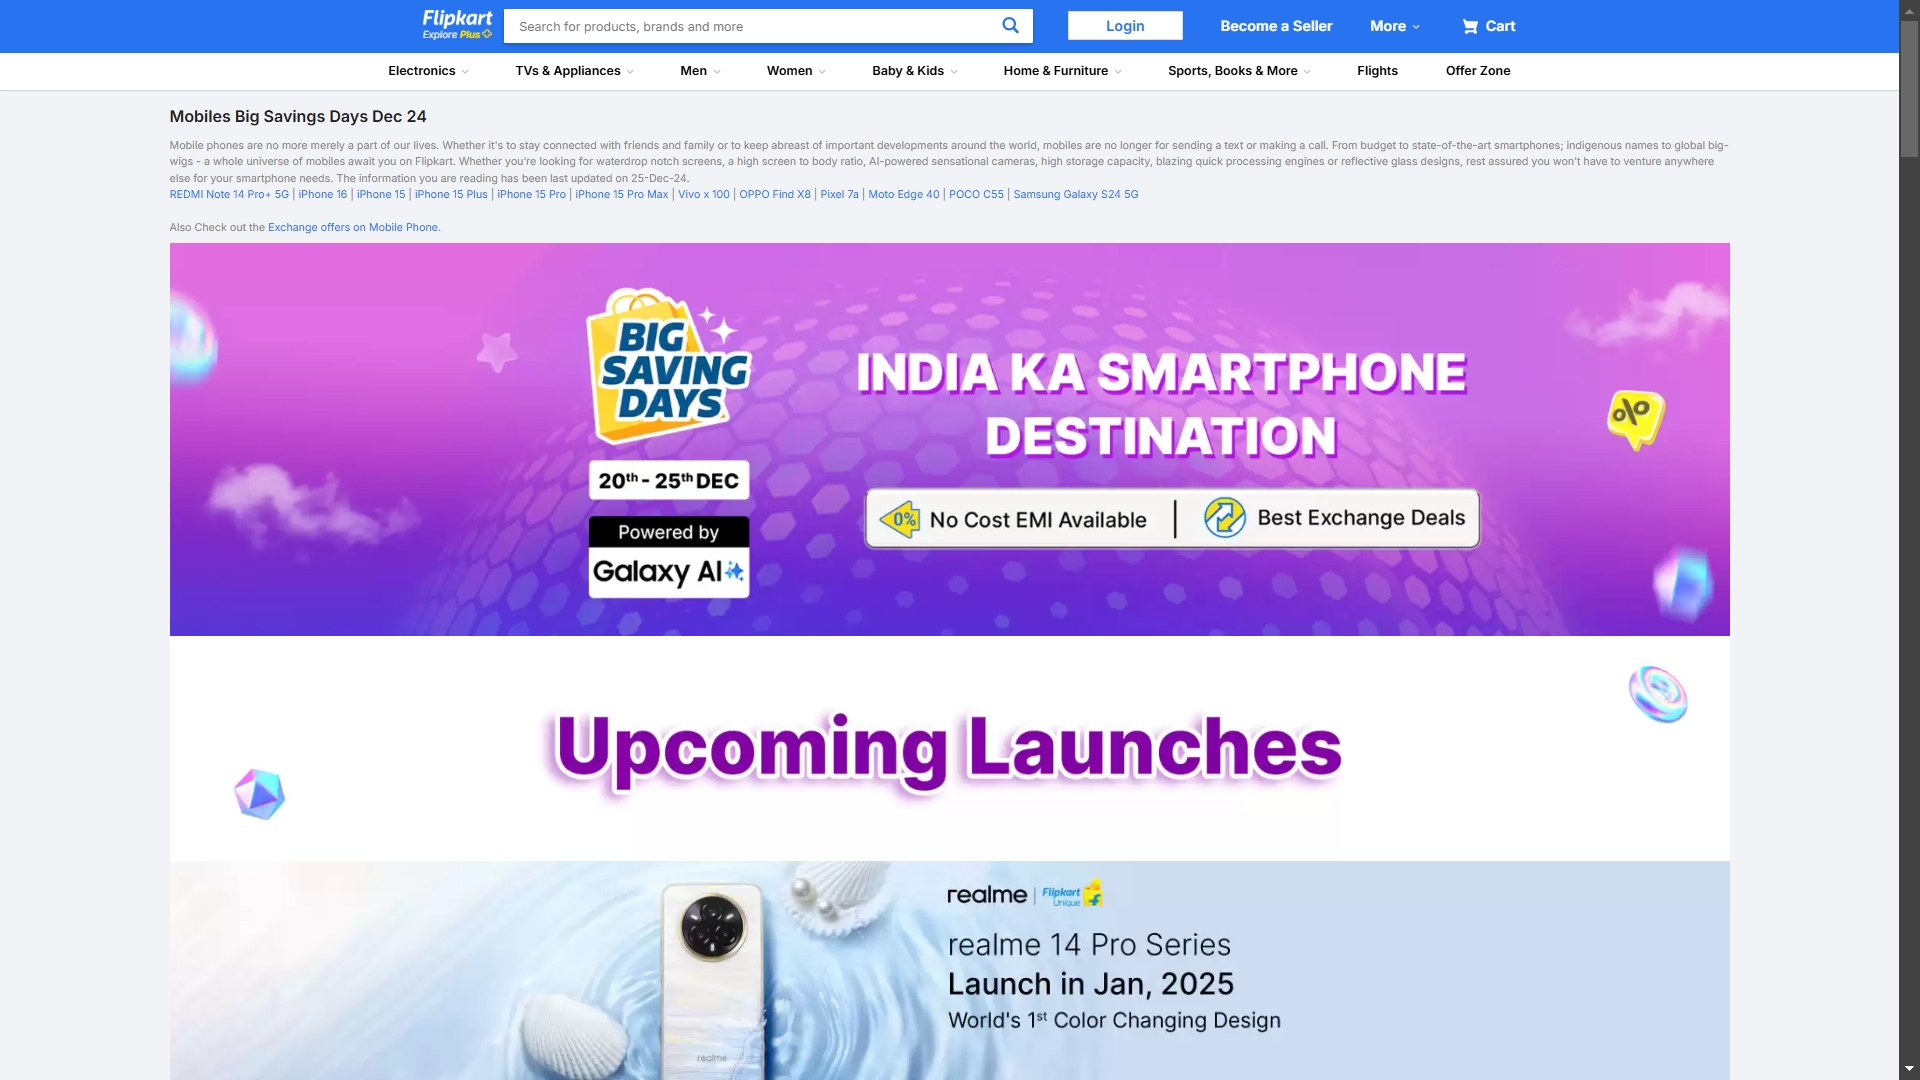 Flipkart
Explore Plus
Search for products, brands and more
Login
Become a Seller
More
Cart
Electronics
TVs & Appliances
Men
Women
Baby & Kids
Home & Furniture
Sports, Books & More
Flights
Offer Zone
Mobiles Big Savings Days Dec 24
Mobile phones are no more merely a part of our lives. Whether it's to stay connected with friends and family or to keep abreast of important developments around the world, mobiles are no longer for sending a text or making a call. From budget to state-of-the-art smartphones; indigenous names to global big-
wigs - a whole universe of mobiles await you on Flipkart. Whether you're looking for waterdrop notch screens, a high screen to body ratio, AI-powered sensational cameras, high storage capacity, blazing quick processing engines or reflective glass designs, rest assured you won't have to venture anywhere
else for your smartphone needs. The information you are reading has been last updated on 25-Dec-24.
REDMI Note 14 Pro+ 5G | iPhone 16 | iPhone 15 | iPhone 15 Plus | iPhone 15 Pro | iPhone 15 Pro Max | Vivo x 100 | OPPO Find X8 | Pixel 7a | Moto Edge 40 | POCO C55 | Samsung Galaxy S24 5G
Also Check out the Exchange offers on Mobile Phone.
BIG
SAVING
DAYS
20th - 25th DEC
Powered by
Galaxy AI
INDIA KA SMARTPHONE
DESTINATION
0% No Cost EMI Available | Best Exchange Deals
%
Upcoming Launches
realme | Flipkart
Unique
realme 14 Pro Series
Launch in Jan, 2025
World's 1st Color Changing Design
realme